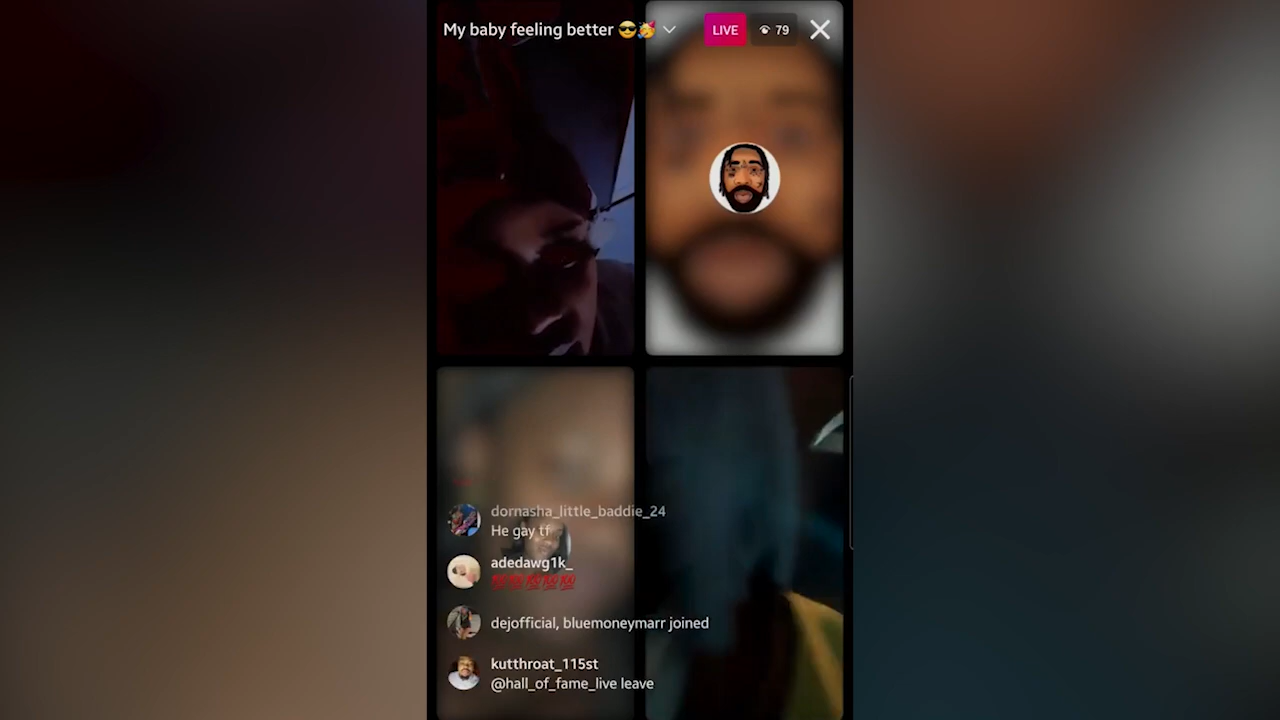 My baby feeling better 😎🥳
LIVE
79
dornasha_little_baddie_24
He gay tf
adedawg1k_
💯💯💯💯💯
dejofficial, bluemoneymarr joined
kutthroat_115st
@hall_of_fame_live leave